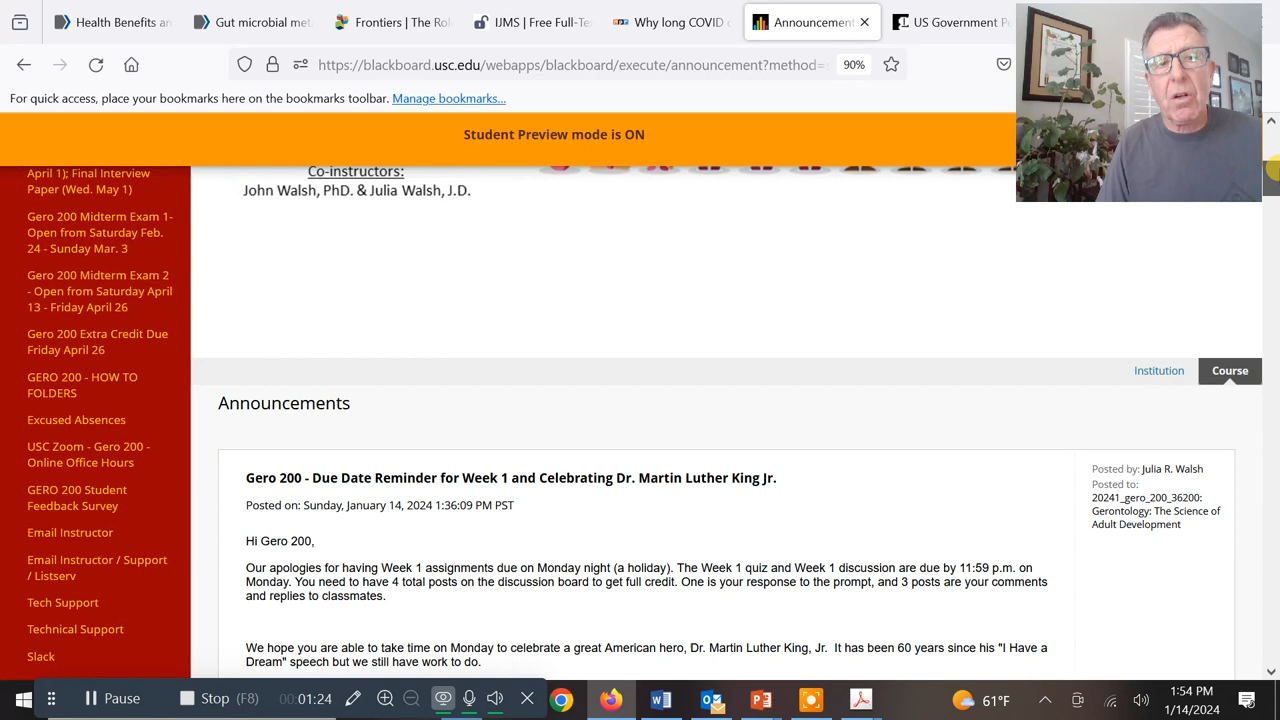 Health Benefits an
Gut microbial met
Frontiers | The Rol
IJMS | Free Full-Te
Why long COVID c
Announcement
US Government P
https://blackboard.usc.edu/webapps/blackboard/execute/announcement?method=
90%
For quick access, place your bookmarks here on the bookmarks toolbar. Manage bookmarks...
Student Preview mode is ON
April 1); Final Interview
Paper (Wed. May 1)
Gero 200 Midterm Exam 1-
Open from Saturday Feb.
24 - Sunday Mar. 3
Gero 200 Midterm Exam 2
- Open from Saturday April
13 - Friday April 26
Gero 200 Extra Credit Due
Friday April 26
GERO 200 - HOW TO
FOLDERS
Excused Absences
USC Zoom - Gero 200 -
Online Office Hours
GERO 200 Student
Feedback Survey
Email Instructor
Email Instructor / Support
/ Listserv
Tech Support
Technical Support
Slack
Co-instructors:
John Walsh, PhD. & Julia Walsh, J.D.
Institution
Course
Announcements
Gero 200 - Due Date Reminder for Week 1 and Celebrating Dr. Martin Luther King Jr.
Posted on: Sunday, January 14, 2024 1:36:09 PM PST
Hi Gero 200,
Our apologies for having Week 1 assignments due on Monday night (a holiday). The Week 1 quiz and Week 1 discussion are due by 11:59 p.m. on
Monday. You need to have 4 total posts on the discussion board to get full credit. One is your response to the prompt, and 3 posts are your comments
and replies to classmates.
We hope you are able to take time on Monday to celebrate a great American hero, Dr. Martin Luther King, Jr. It has been 60 years since his "I Have a
Dream" speech but we still have work to do.
Posted by: Julia R. Walsh
Posted to:
20241_gero_200_36200:
Gerontology: The Science of
Adult Development
Pause
Stop (F8)
00:01:24
61°F
1:54 PM
1/14/2024